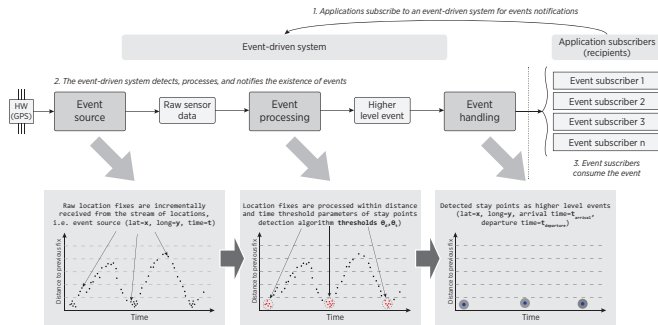 1. Applications subscribe to an event-driven system for events notifications
Event-driven system
Application subscribers
(recipients)
2. The event-driven system detects, processes, and notifies the existence of events
HW
(GPS)
Event
source
Raw sensor
data
Event
processing
Higher
level event
Event
handling
Event subscriber 1
Event subscriber 2
Event subscriber 3
Event subscriber n
3. Event suscribers
consume the event
Raw location fixes are incrementally
received from the stream of locations,
i.e. event source (lat=x, long=y, time=t)
Distance to previous fix
Time
Location fixes are processed within distance
and time threshold parameters of stay points
detection algorithm thresholds θd,θt)
Distance to previous fix
Time
Detected stay points as higher level events
(lat=x, long=y, arrival time=tarrival,
departure time=tdeparture)
Distance to previous fix
Time